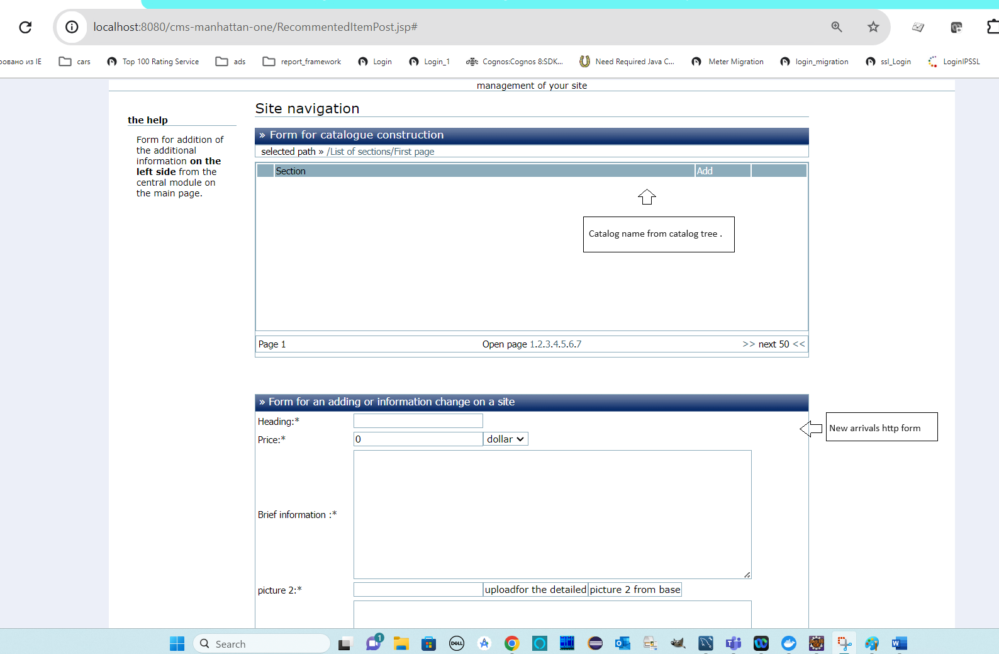 localhost:8080/cms-manhattan-one/RecommentedItemPost.jsp#
ровано из IE cars Top 100 Rating Service ads report_framework Login Login_1 Cognos:Cognos 8:SDK... Need Required Java C... Meter Migration login_migration ssl_Login LoginIPSSL
management of your site
the help
Form for addition of
the additional
information on the
left side from the
central module on
the main page.
Site navigation
» Form for catalogue construction
selected path » /List of sections/First page
Section Add
Catalog name from catalog tree .
Page 1 Open page 1.2.3.4.5.6.7 >> next 50 <<
» Form for an adding or information change on a site
Heading:*
New arrivals http form
Price:* 0 dollar
Brief information :*
picture 2:* uploadfor the detailed picture 2 from base
Search 1 DELL